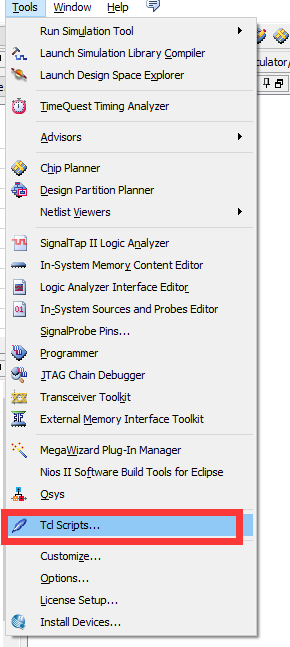 Tools Window Help
Run Simulation Tool
Launch Simulation Library Compiler
Launch Design Space Explorer
TimeQuest Timing Analyzer
Advisors
culator/
Chip Planner
Design Partition Planner
Netlist Viewers
SignalTap II Logic Analyzer
In-System Memory Content Editor
Logic Analyzer Interface Editor
In-System Sources and Probes Editor
SignalProbe Pins...
Programmer
JTAG Chain Debugger
Transceiver Toolkit
External Memory Interface Toolkit
MegaWizard Plug-In Manager
Nios II Software Build Tools for Eclipse
Qsys
Tcl Scripts...
Customize...
Options...
License Setup...
Install Devices...